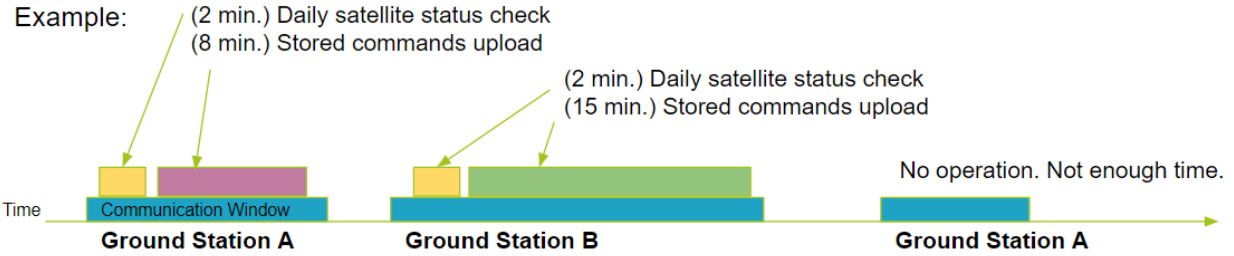 Example:
(2 min.) Daily satellite status check
(8 min.) Stored commands upload
(2 min.) Daily satellite status check
(15 min.) Stored commands upload
No operation. Not enough time.
Time
Communication Window
Ground Station A
Ground Station B
Ground Station A